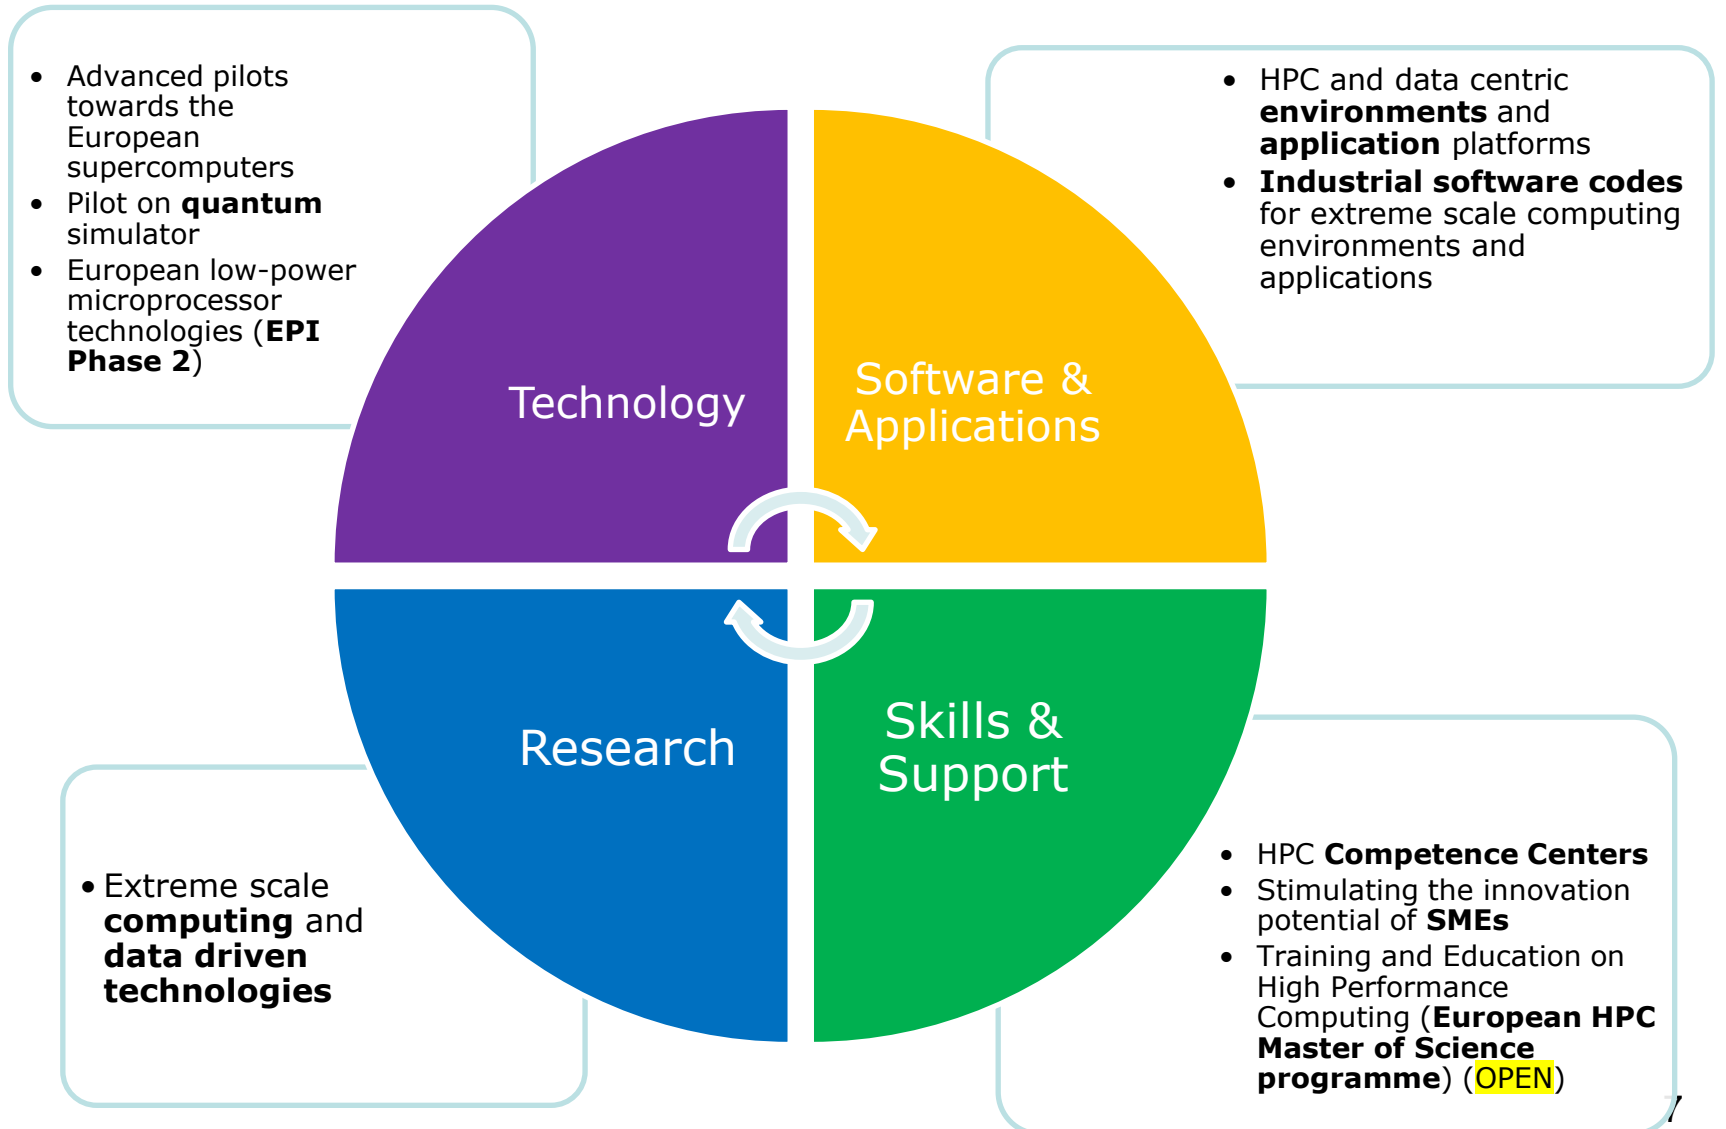 • Advanced pilots
towards the
European
supercomputers
• Pilot on quantum
simulator
• European low-power
microprocessor
technologies (EPI
Phase 2)
• HPC and data centric
environments and
application platforms
• Industrial software codes
for extreme scale computing
environments and
applications
Technology
Software &
Applications
Research
Skills &
Support
• Extreme scale
computing and
data driven
technologies
• HPC Competence Centers
• Stimulating the innovation
potential of SMEs
• Training and Education on
High Performance
Computing (European HPC
Master of Science
programme) (OPEN)
7